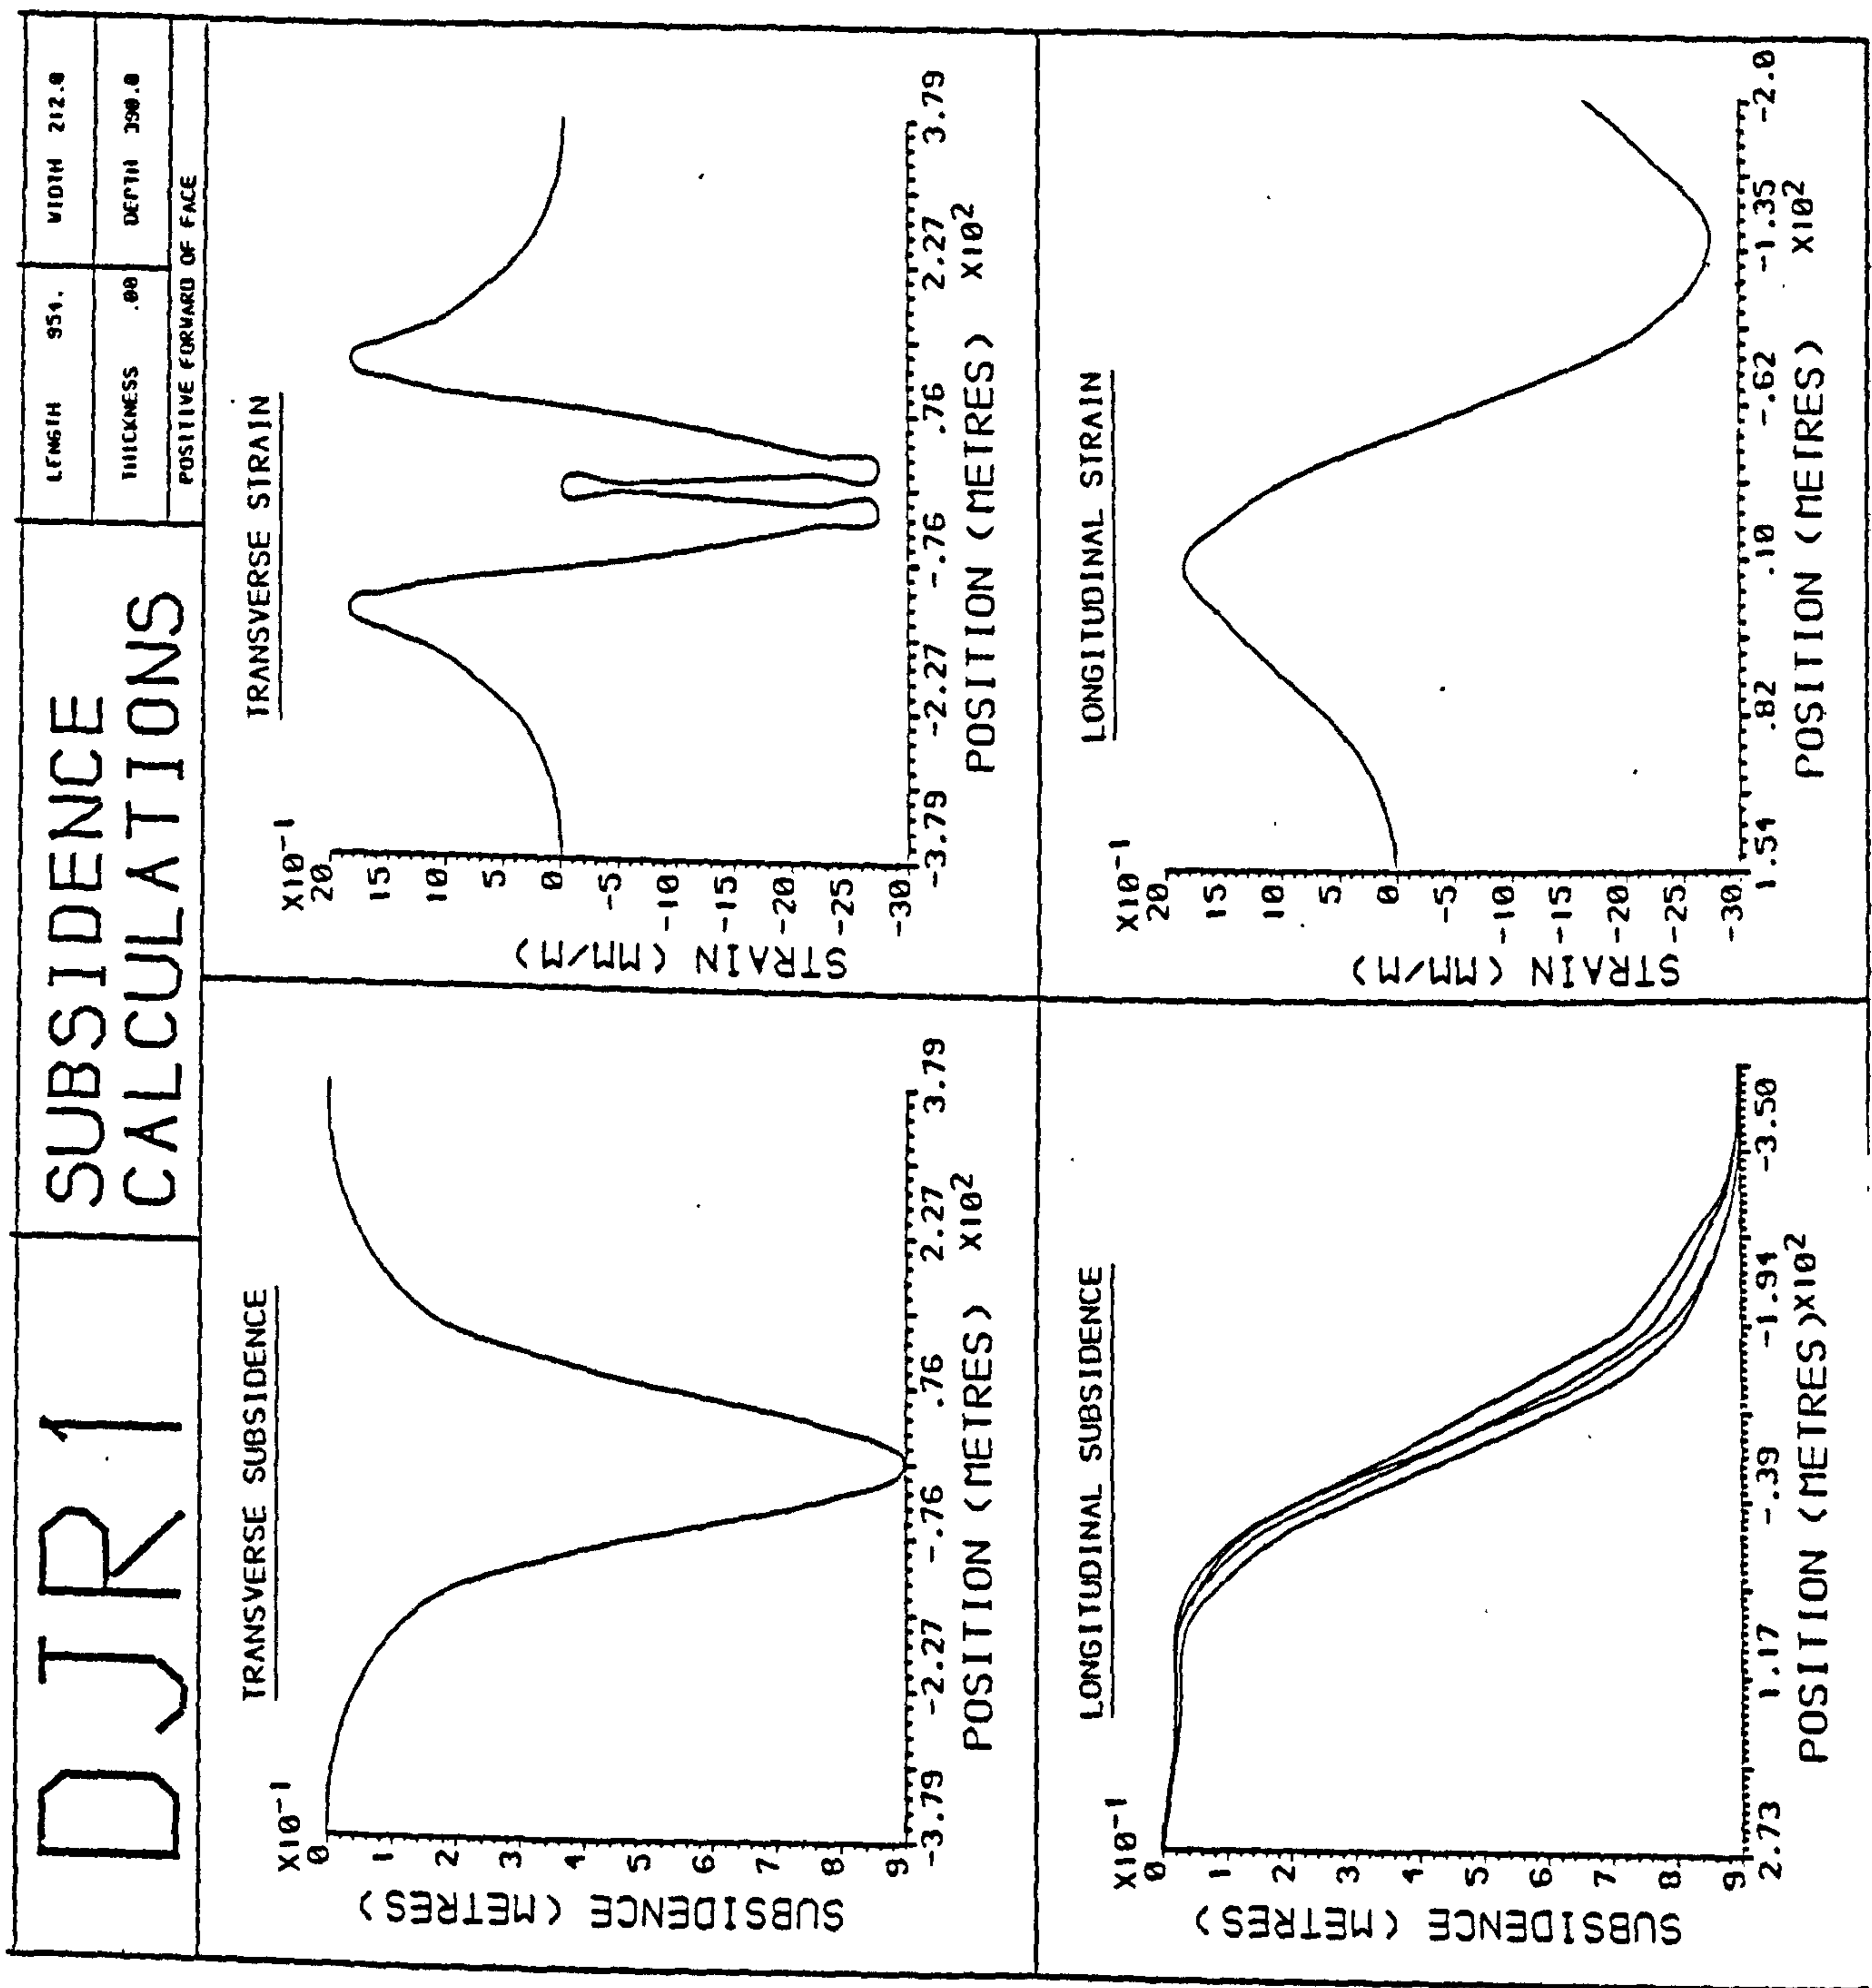 DJR1
SUBSIDENCE
CALCULATIONS
LENGTH 954. WIDTH 212.0
THICKNESS .00 DEPTH 390.0
POSITIVE FORWARD OF FACE
TRANSVERSE SUBSIDENCE
X10-1
0
1
2
3
4
5
6
7
8
9
SUBSIDENCE (METRES)
-3.79 -2.27 -.76 .76 2.27 3.79
POSITION (METRES) X102
TRANSVERSE STRAIN
X10-1
20
15
10
5
0
-5
-10
-15
-20
-25
-30
STRAIN (MM/M)
-3.79 -2.27 -.76 .76 2.27 3.79
POSITION (METRES) X102
LONGITUDINAL SUBSIDENCE
X10-1
0
1
2
3
4
5
6
7
8
9
SUBSIDENCE (METRES)
2.73 1.17 -.39 -1.94 -3.50
POSITION (METRES)X102
LONGITUDINAL STRAIN
X10-1
20
15
10
5
0
-5
-10
-15
-20
-25
-30
STRAIN (MM/M)
1.54 .82 .10 -.62 -1.35 -2.0
POSITION (METRES) X102